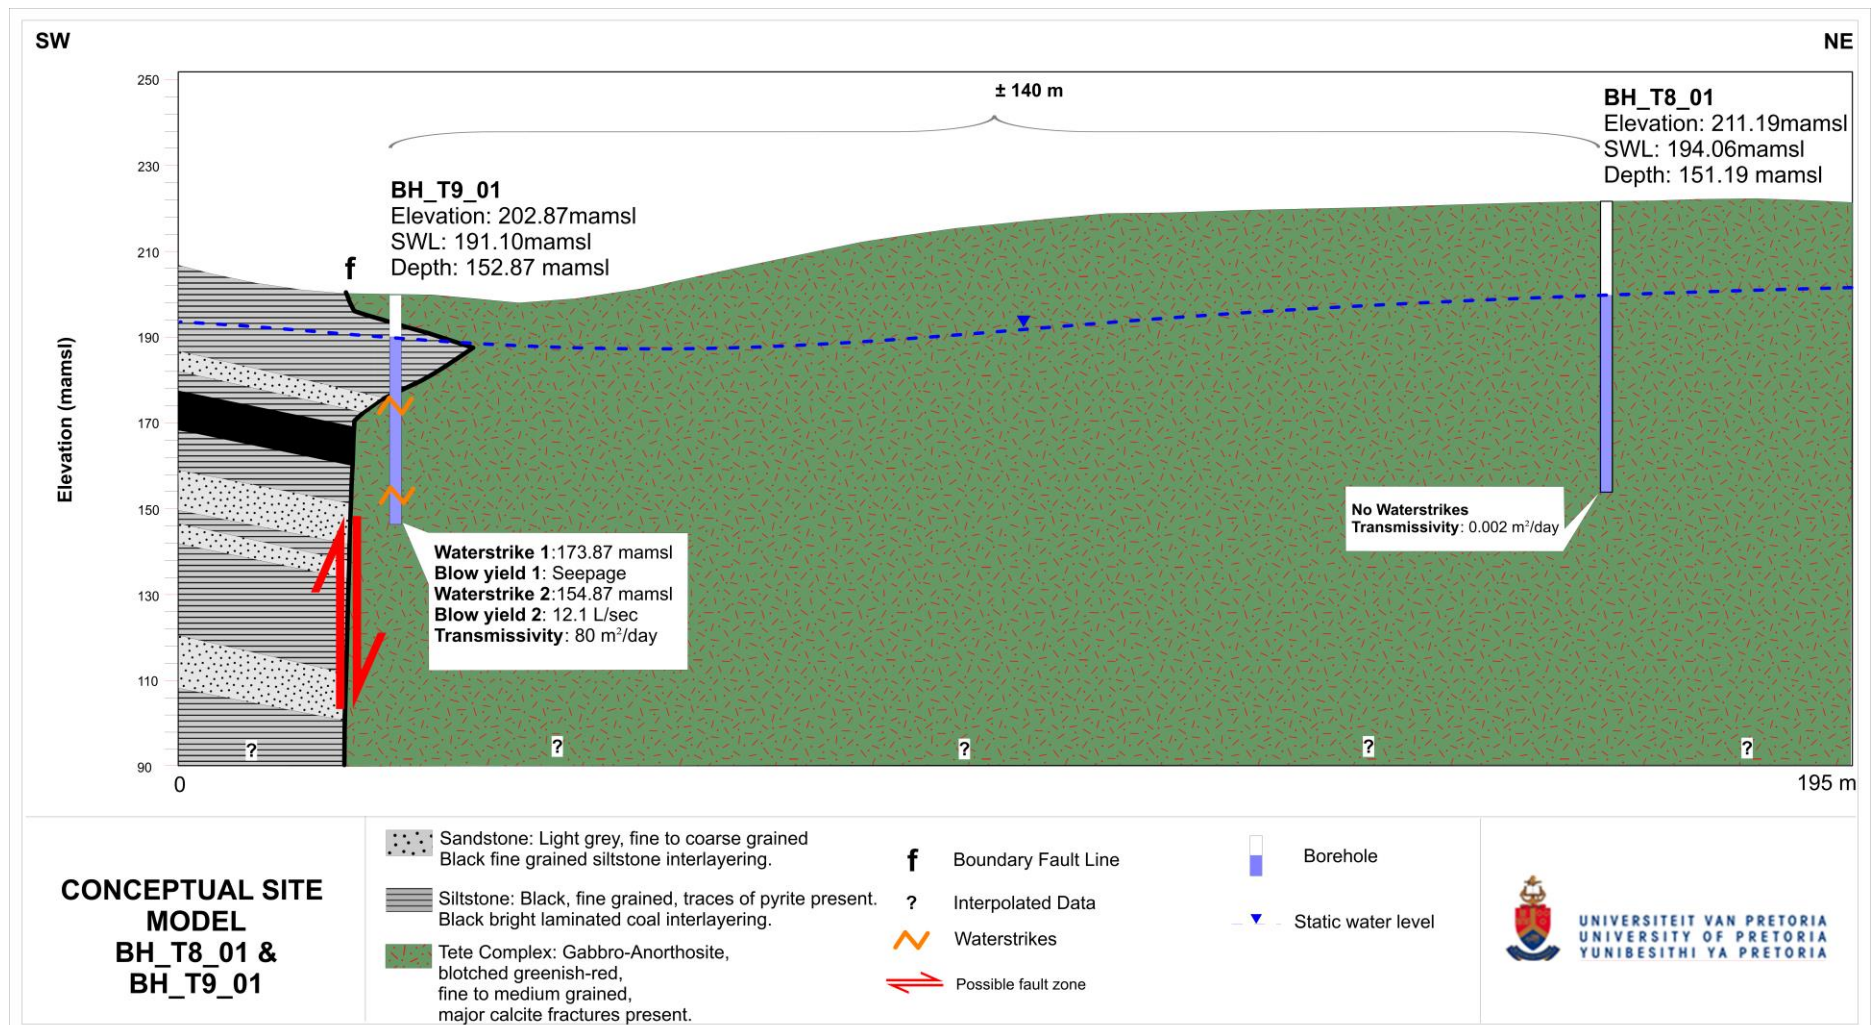 SW
NE
± 140 m
BH_T8_01
Elevation: 211.19mamsl
SWL: 194.06mamsl
Depth: 151.19 mamsl
BH_T9_01
Elevation: 202.87mamsl
SWL: 191.10mamsl
Depth: 152.87 mamsl
f
Elevation (mamsl)
250
230
210
190
170
150
130
110
90
0
195 m
No Waterstrikes
Transmissivity: 0.002 m²/day
Waterstrike 1:173.87 mamsl
Blow yield 1: Seepage
Waterstrike 2:154.87 mamsl
Blow yield 2: 12.1 L/sec
Transmissivity: 80 m²/day
?
?
?
?
?
CONCEPTUAL SITE
MODEL
BH_T8_01 &
BH_T9_01
Sandstone: Light grey, fine to coarse grained
Black fine grained siltstone interlayering.
Siltstone: Black, fine grained, traces of pyrite present.
Black bright laminated coal interlayering.
Tete Complex: Gabbro-Anorthosite,
blotched greenish-red,
fine to medium grained,
major calcite fractures present.
f Boundary Fault Line
? Interpolated Data
Waterstrikes
Possible fault zone
Borehole
Static water level
UNIVERSITEIT VAN PRETORIA
UNIVERSITY OF PRETORIA
YUNIBESITHI YA PRETORIA